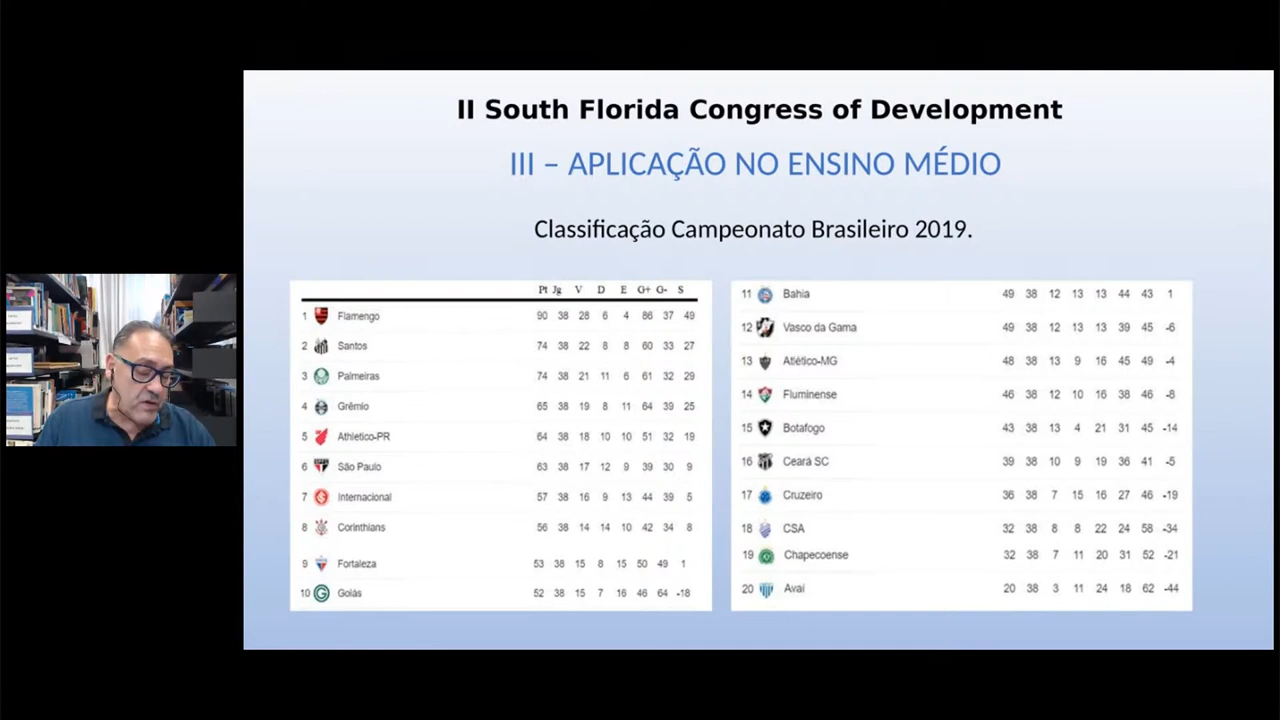 II South Florida Congress of Development
III – APLICAÇÃO NO ENSINO MÉDIO
Classificação Campeonato Brasileiro 2019.
Pt Jg V D E G+ G- S
1 Flamengo 90 38 28 6 4 86 37 49
2 Santos 74 38 22 8 8 60 33 27
3 Palmeiras 74 38 21 11 6 61 32 29
4 Grêmio 65 38 19 8 11 64 39 25
5 Athletico-PR 64 38 18 10 10 51 32 19
6 São Paulo 63 38 17 12 9 39 30 9
7 Internacional 57 38 16 9 13 44 39 5
8 Corinthians 56 38 14 14 10 42 34 8
9 Fortaleza 53 38 15 8 15 50 49 1
10 Goiás 52 38 15 7 16 46 64 -18
11 Bahia 49 38 12 13 13 44 43 1
12 Vasco da Gama 49 38 12 13 13 39 45 -6
13 Atlético-MG 48 38 13 9 16 45 49 -4
14 Fluminense 46 38 12 10 16 38 46 -8
15 Botafogo 43 38 13 4 21 31 45 -14
16 Ceará SC 39 38 10 9 19 36 41 -5
17 Cruzeiro 36 38 7 15 16 27 46 -19
18 CSA 32 38 8 8 22 24 58 -34
19 Chapecoense 32 38 7 11 20 31 52 -21
20 Avaí 20 38 3 11 24 18 62 -44